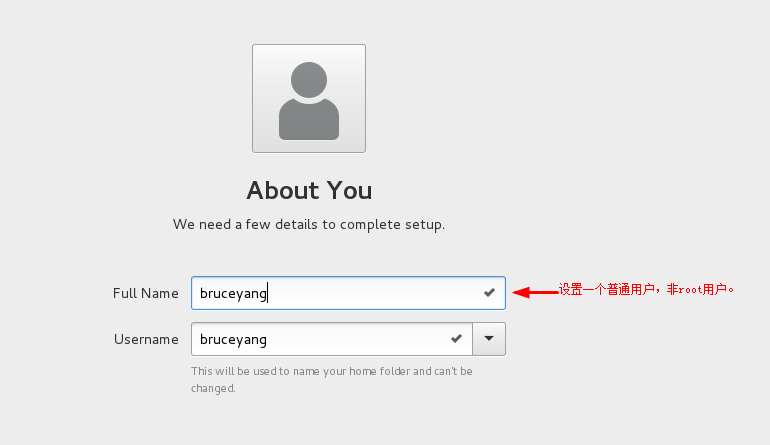 About You
We need a few details to complete setup.
Full Name bruceyang 设置一个普通用户，非root用户。
Username bruceyang
This will be used to name your home folder and can't be
changed.